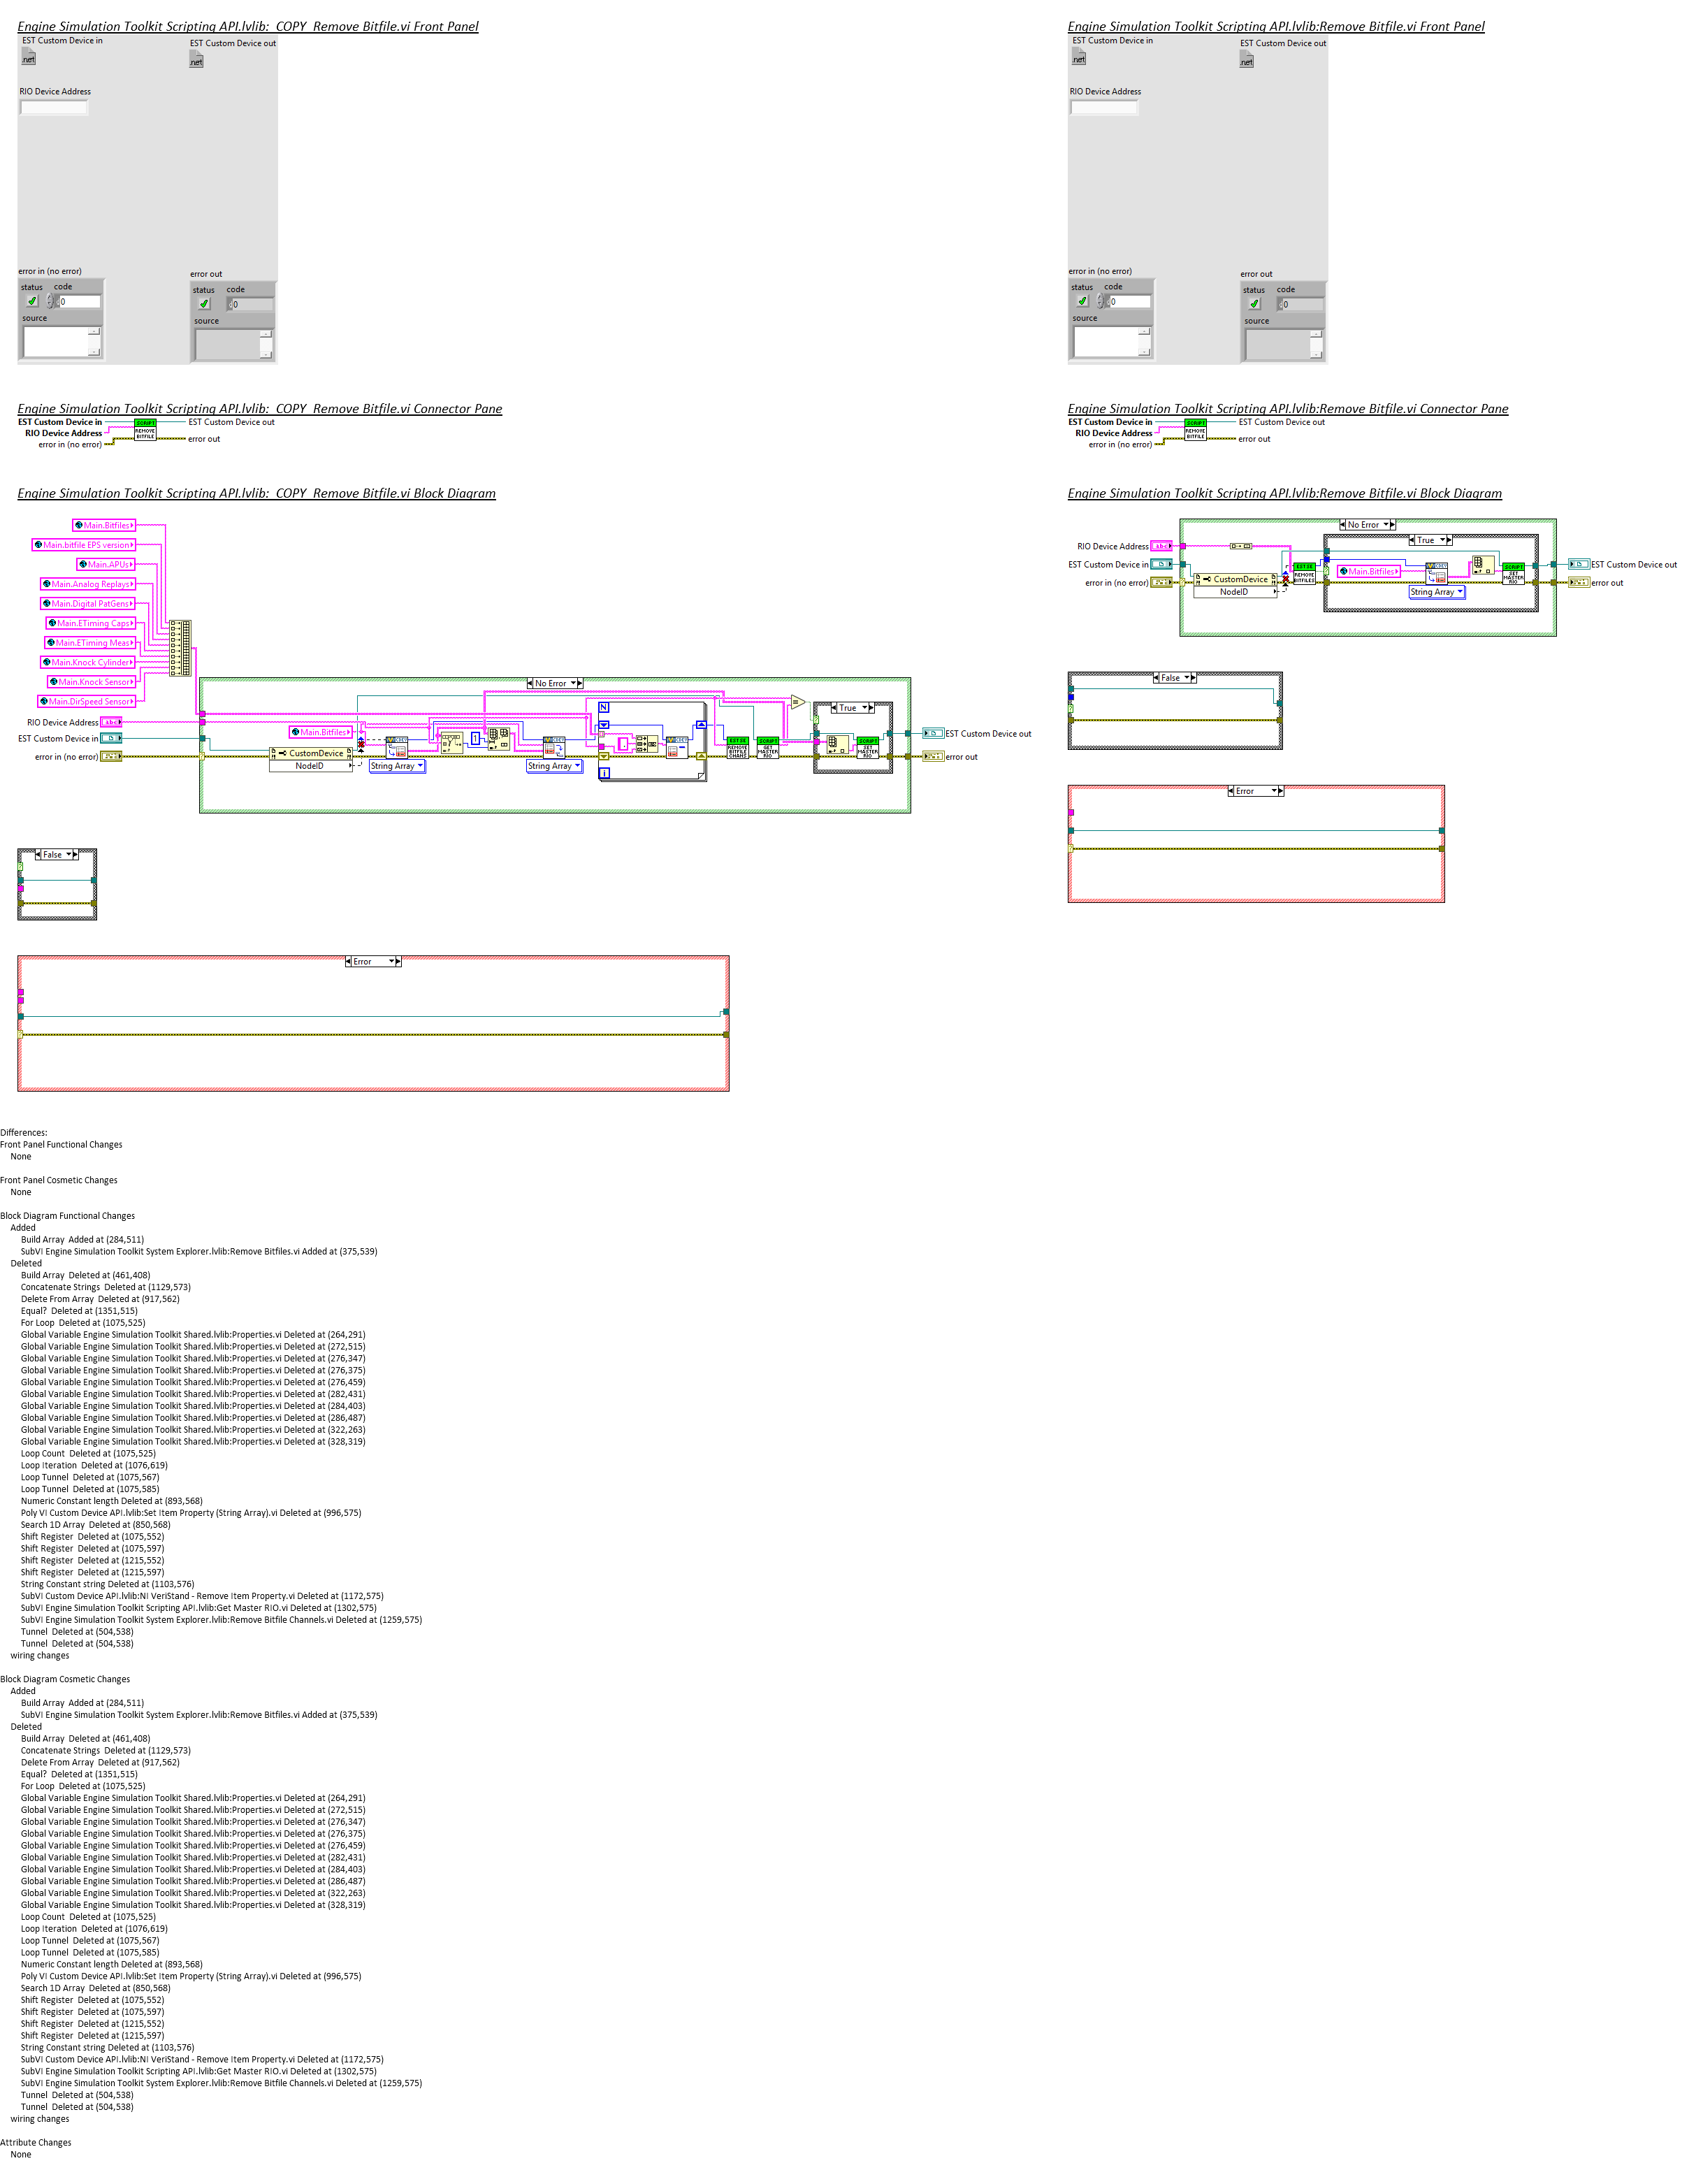 Engine Simulation Toolkit Scripting API.lvlib:  COPY  Remove Bitfile.vi Front Panel
EST Custom Device in
EST Custom Device out
.net
.net
RIO Device Address
error in (no error)
error out
status
code
status
code
0
0
source
source
Engine Simulation Toolkit Scripting API.lvlib:Remove Bitfile.vi Front Panel
EST Custom Device in
EST Custom Device out
.net
.net
RIO Device Address
error in (no error)
error out
status
code
status
code
0
0
source
source
Engine Simulation Toolkit Scripting API.lvlib:  COPY  Remove Bitfile.vi Connector Pane
EST Custom Device in
SCRIPT
EST Custom Device out
RIO Device Address
REMOVE
BITFILE
error out
error in (no error)
Engine Simulation Toolkit Scripting API.lvlib:Remove Bitfile.vi Connector Pane
EST Custom Device in
SCRIPT
EST Custom Device out
RIO Device Address
REMOVE
BITFILE
error out
error in (no error)
Engine Simulation Toolkit Scripting API.lvlib:  COPY  Remove Bitfile.vi Block Diagram
Main.Bitfiles
Main.bitfile EPS version
Main.APUs
Main.Analog Replays
Main.Digital PatGens
Main.ETiming Caps
Main.ETiming Meas
Main.Knock Cylinder
Main.Knock Sensor
Main.DirSpeed Sensor
No Error
RIO Device Address
abc
EST Custom Device in
error in (no error)
Main.Bitfiles
CustomDevice
NodeID
String Array
1
String Array
N
i
EST SE
REMOVE
BITFILE
CHANS
SCRIPT
GET
MASTER
RIO
True
SCRIPT
SET
MASTER
RIO
EST Custom Device out
error out
False
Error
Engine Simulation Toolkit Scripting API.lvlib:Remove Bitfile.vi Block Diagram
No Error
RIO Device Address
abc
True
EST Custom Device in
error in (no error)
CustomDevice
NodeID
EST SE
REMOVE
BITFILES
Main.Bitfiles
String Array
SCRIPT
SET
MASTER
RIO
EST Custom Device out
error out
False
Error
Differences:
Front Panel Functional Changes
None
Front Panel Cosmetic Changes
None
Block Diagram Functional Changes
Added
Build Array  Added at (284,511)
SubVI Engine Simulation Toolkit System Explorer.lvlib:Remove Bitfiles.vi Added at (375,539)
Deleted
Build Array  Deleted at (461,408)
Concatenate Strings  Deleted at (1129,573)
Delete From Array  Deleted at (917,562)
Equal?  Deleted at (1351,515)
For Loop  Deleted at (1075,525)
Global Variable Engine Simulation Toolkit Shared.lvlib:Properties.vi Deleted at (264,291)
Global Variable Engine Simulation Toolkit Shared.lvlib:Properties.vi Deleted at (272,515)
Global Variable Engine Simulation Toolkit Shared.lvlib:Properties.vi Deleted at (276,347)
Global Variable Engine Simulation Toolkit Shared.lvlib:Properties.vi Deleted at (276,375)
Global Variable Engine Simulation Toolkit Shared.lvlib:Properties.vi Deleted at (276,459)
Global Variable Engine Simulation Toolkit Shared.lvlib:Properties.vi Deleted at (282,431)
Global Variable Engine Simulation Toolkit Shared.lvlib:Properties.vi Deleted at (284,403)
Global Variable Engine Simulation Toolkit Shared.lvlib:Properties.vi Deleted at (286,487)
Global Variable Engine Simulation Toolkit Shared.lvlib:Properties.vi Deleted at (322,263)
Global Variable Engine Simulation Toolkit Shared.lvlib:Properties.vi Deleted at (328,319)
Loop Count  Deleted at (1075,525)
Loop Iteration  Deleted at (1076,619)
Loop Tunnel  Deleted at (1075,567)
Loop Tunnel  Deleted at (1075,585)
Numeric Constant length Deleted at (893,568)
Poly VI Custom Device API.lvlib:Set Item Property (String Array).vi Deleted at (996,575)
Search 1D Array  Deleted at (850,568)
Shift Register  Deleted at (1075,552)
Shift Register  Deleted at (1075,597)
Shift Register  Deleted at (1215,552)
Shift Register  Deleted at (1215,597)
String Constant string Deleted at (1103,576)
SubVI Custom Device API.lvlib:NI VeriStand - Remove Item Property.vi Deleted at (1172,575)
SubVI Engine Simulation Toolkit Scripting API.lvlib:Get Master RIO.vi Deleted at (1302,575)
SubVI Engine Simulation Toolkit System Explorer.lvlib:Remove Bitfile Channels.vi Deleted at (1259,575)
Tunnel  Deleted at (504,538)
Tunnel  Deleted at (504,538)
wiring changes
Block Diagram Cosmetic Changes
Added
Build Array  Added at (284,511)
SubVI Engine Simulation Toolkit System Explorer.lvlib:Remove Bitfiles.vi Added at (375,539)
Deleted
Build Array  Deleted at (461,408)
Concatenate Strings  Deleted at (1129,573)
Delete From Array  Deleted at (917,562)
Equal?  Deleted at (1351,515)
For Loop  Deleted at (1075,525)
Global Variable Engine Simulation Toolkit Shared.lvlib:Properties.vi Deleted at (264,291)
Global Variable Engine Simulation Toolkit Shared.lvlib:Properties.vi Deleted at (272,515)
Global Variable Engine Simulation Toolkit Shared.lvlib:Properties.vi Deleted at (276,347)
Global Variable Engine Simulation Toolkit Shared.lvlib:Properties.vi Deleted at (276,375)
Global Variable Engine Simulation Toolkit Shared.lvlib:Properties.vi Deleted at (276,459)
Global Variable Engine Simulation Toolkit Shared.lvlib:Properties.vi Deleted at (282,431)
Global Variable Engine Simulation Toolkit Shared.lvlib:Properties.vi Deleted at (284,403)
Global Variable Engine Simulation Toolkit Shared.lvlib:Properties.vi Deleted at (286,487)
Global Variable Engine Simulation Toolkit Shared.lvlib:Properties.vi Deleted at (322,263)
Global Variable Engine Simulation Toolkit Shared.lvlib:Properties.vi Deleted at (328,319)
Loop Count  Deleted at (1075,525)
Loop Iteration  Deleted at (1076,619)
Loop Tunnel  Deleted at (1075,567)
Loop Tunnel  Deleted at (1075,585)
Numeric Constant length Deleted at (893,568)
Poly VI Custom Device API.lvlib:Set Item Property (String Array).vi Deleted at (996,575)
Search 1D Array  Deleted at (850,568)
Shift Register  Deleted at (1075,552)
Shift Register  Deleted at (1075,597)
Shift Register  Deleted at (1215,552)
Shift Register  Deleted at (1215,597)
String Constant string Deleted at (1103,576)
SubVI Custom Device API.lvlib:NI VeriStand - Remove Item Property.vi Deleted at (1172,575)
SubVI Engine Simulation Toolkit Scripting API.lvlib:Get Master RIO.vi Deleted at (1302,575)
SubVI Engine Simulation Toolkit System Explorer.lvlib:Remove Bitfile Channels.vi Deleted at (1259,575)
Tunnel  Deleted at (504,538)
Tunnel  Deleted at (504,538)
wiring changes
Attribute Changes
None